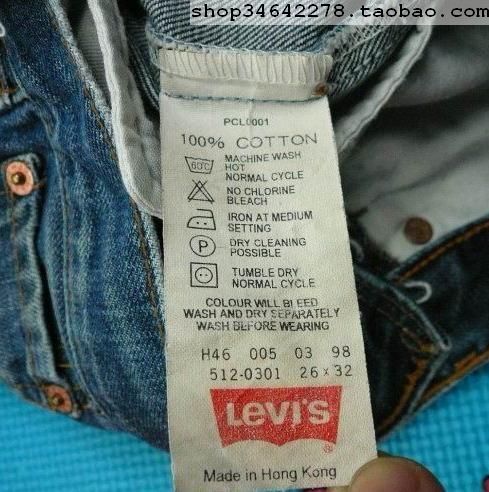 shop34642278.taobao.com
PCL0001
100% COTTON
60°C
MACHINE WASH
HOT
NORMAL CYCLE
NO CHLORINE
BLEACH
IRON AT MEDIUM
SETTING
P
DRY CLEANING
POSSIBLE
TUMBLE DRY
NORMAL CYCLE
COLOUR WILL BLEED
WASH AND DRY SEPARATELY
WASH BEFORE WEARING
H46 005 03 98
512-0301 26 × 32
LEVI'S
®
Made in Hong Kong